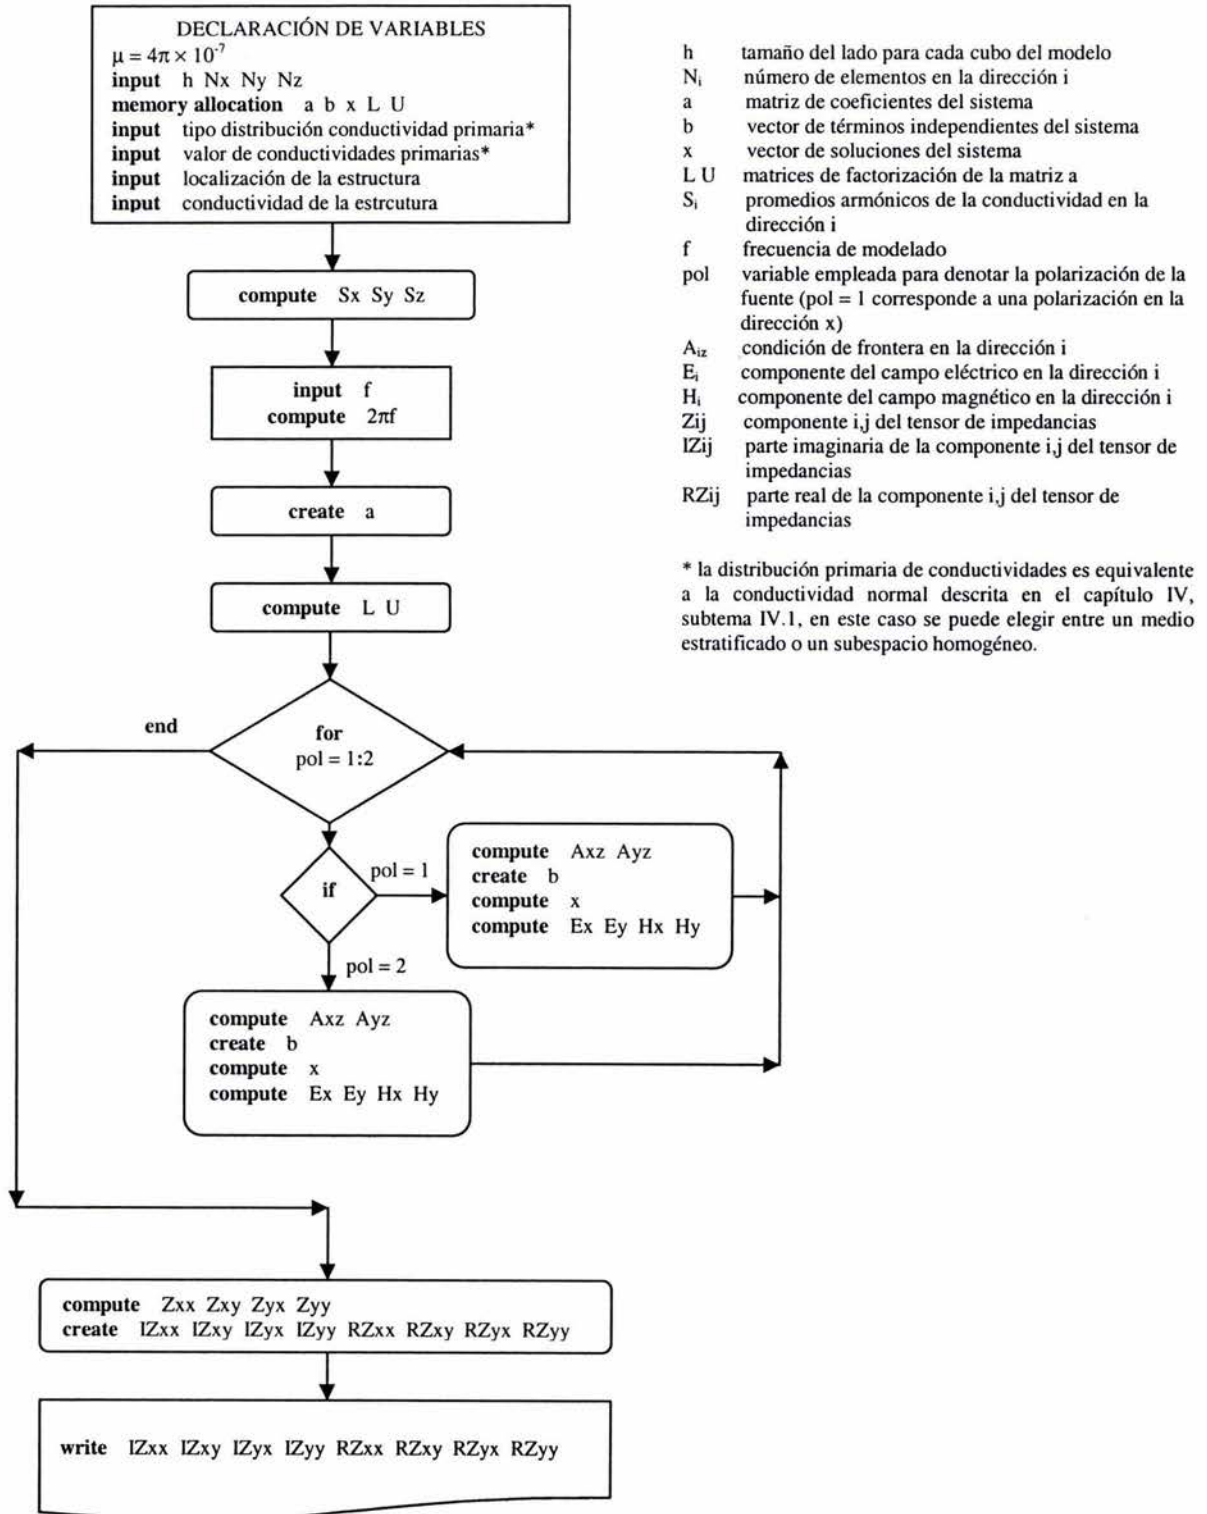 DECLARACIÓN DE VARIABLES
μ = 4π × 10⁻⁷
input h Nx Ny Nz
memory allocation a b x L U
input tipo distribución conductividad primaria*
input valor de conductividades primarias*
input localización de la estructura
input conductividad de la estrcutura
compute Sx Sy Sz
input f
compute 2πf
create a
compute L U
end
for
pol = 1:2
if
pol = 1
compute Axz Ayz
create b
compute x
compute Ex Ey Hx Hy
pol = 2
compute Axz Ayz
create b
compute x
compute Ex Ey Hx Hy
compute Zxx Zxy Zyx Zyy
create IZxx IZxy IZyx IZyy RZxx RZxy RZyx RZyy
write IZxx IZxy IZyx IZyy RZxx RZxy RZyx RZyy
h tamaño del lado para cada cubo del modelo
Nᵢ número de elementos en la dirección i
a matriz de coeficientes del sistema
b vector de términos independientes del sistema
x vector de soluciones del sistema
L U matrices de factorización de la matriz a
Sᵢ promedios armónicos de la conductividad en la
dirección i
f frecuencia de modelado
pol variable empleada para denotar la polarización de la
fuente (pol = 1 corresponde a una polarización en la
dirección x)
Aiz condición de frontera en la dirección i
Eᵢ componente del campo eléctrico en la dirección i
Hᵢ componente del campo magnético en la dirección i
Zij componente i,j del tensor de impedancias
IZij parte imaginaria de la componente i,j del tensor de
impedancias
RZij parte real de la componente i,j del tensor de
impedancias
* la distribución primaria de conductividades es equivalente
a la conductividad normal descrita en el capítulo IV,
subtema IV.1, en este caso se puede elegir entre un medio
estratificado o un subespacio homogéneo.